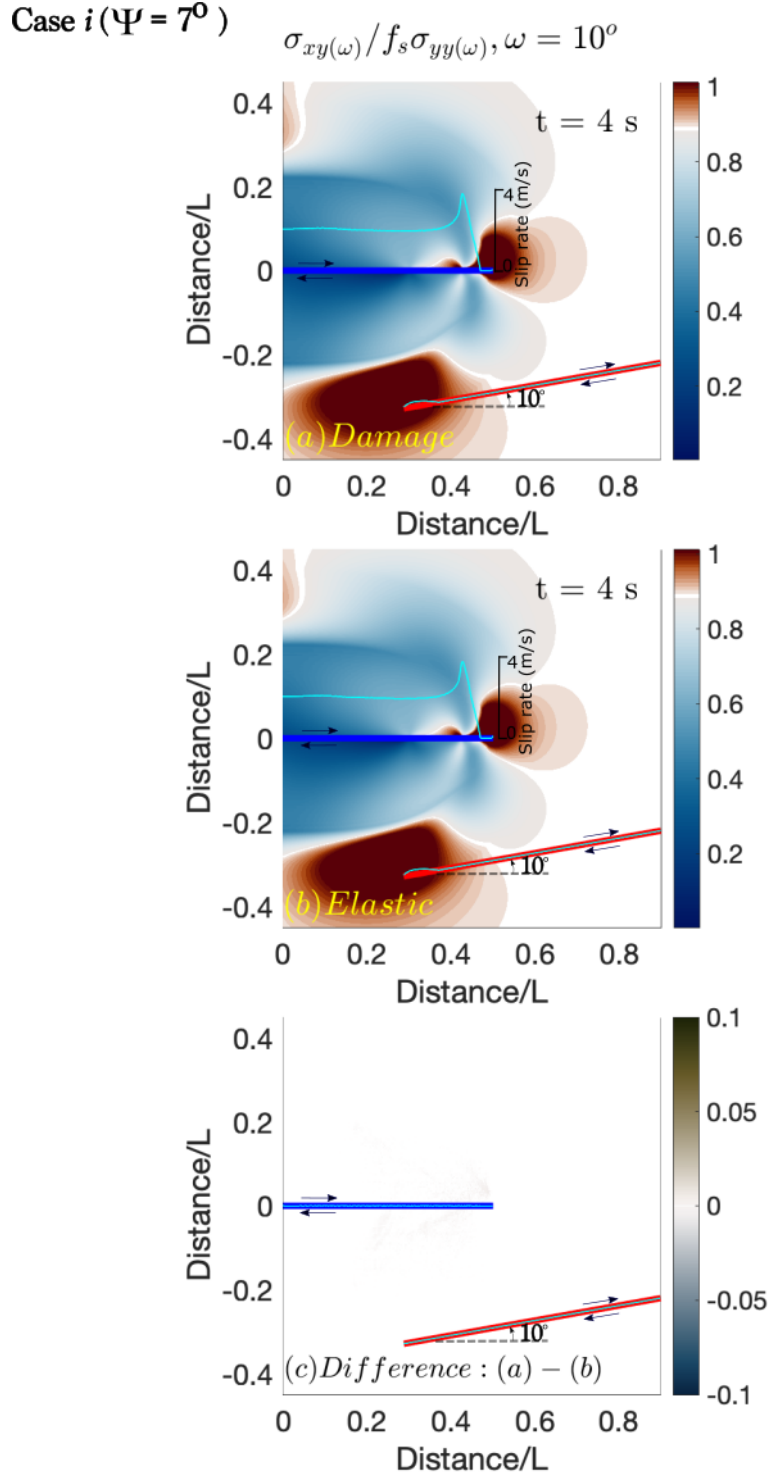 Case i (Ψ = 7º )
σxy(ω)/fsσyy(ω), ω = 10º
t = 4 s
0.4
0.2
0
-0.2
-0.4
Distance/L
4
0
Slip rate (m/s)
10°
(a)Damage
0 0.2 0.4 0.6 0.8
Distance/L
1
0.8
0.6
0.4
0.2
t = 4 s
0.4
0.2
0
-0.2
-0.4
Distance/L
4
0
Slip rate (m/s)
10°
(b)Elastic
0 0.2 0.4 0.6 0.8
Distance/L
1
0.8
0.6
0.4
0.2
0.4
0.2
0
-0.2
-0.4
Distance/L
10°
(c)Difference : (a) − (b)
0 0.2 0.4 0.6 0.8
Distance/L
0.1
0.05
0
-0.05
-0.1